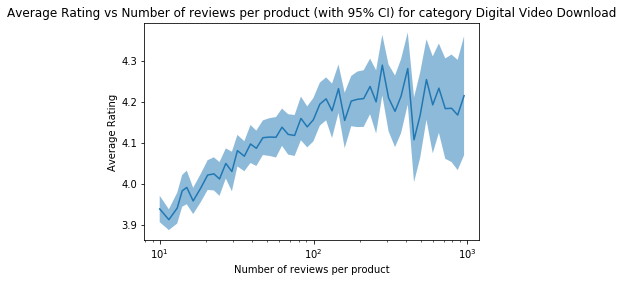 Average Rating vs Number of reviews per product (with 95% CI) for category Digital Video Download
4.3
4.2
4.1
4.0
3.9
Average Rating
10¹
10²
10³
Number of reviews per product